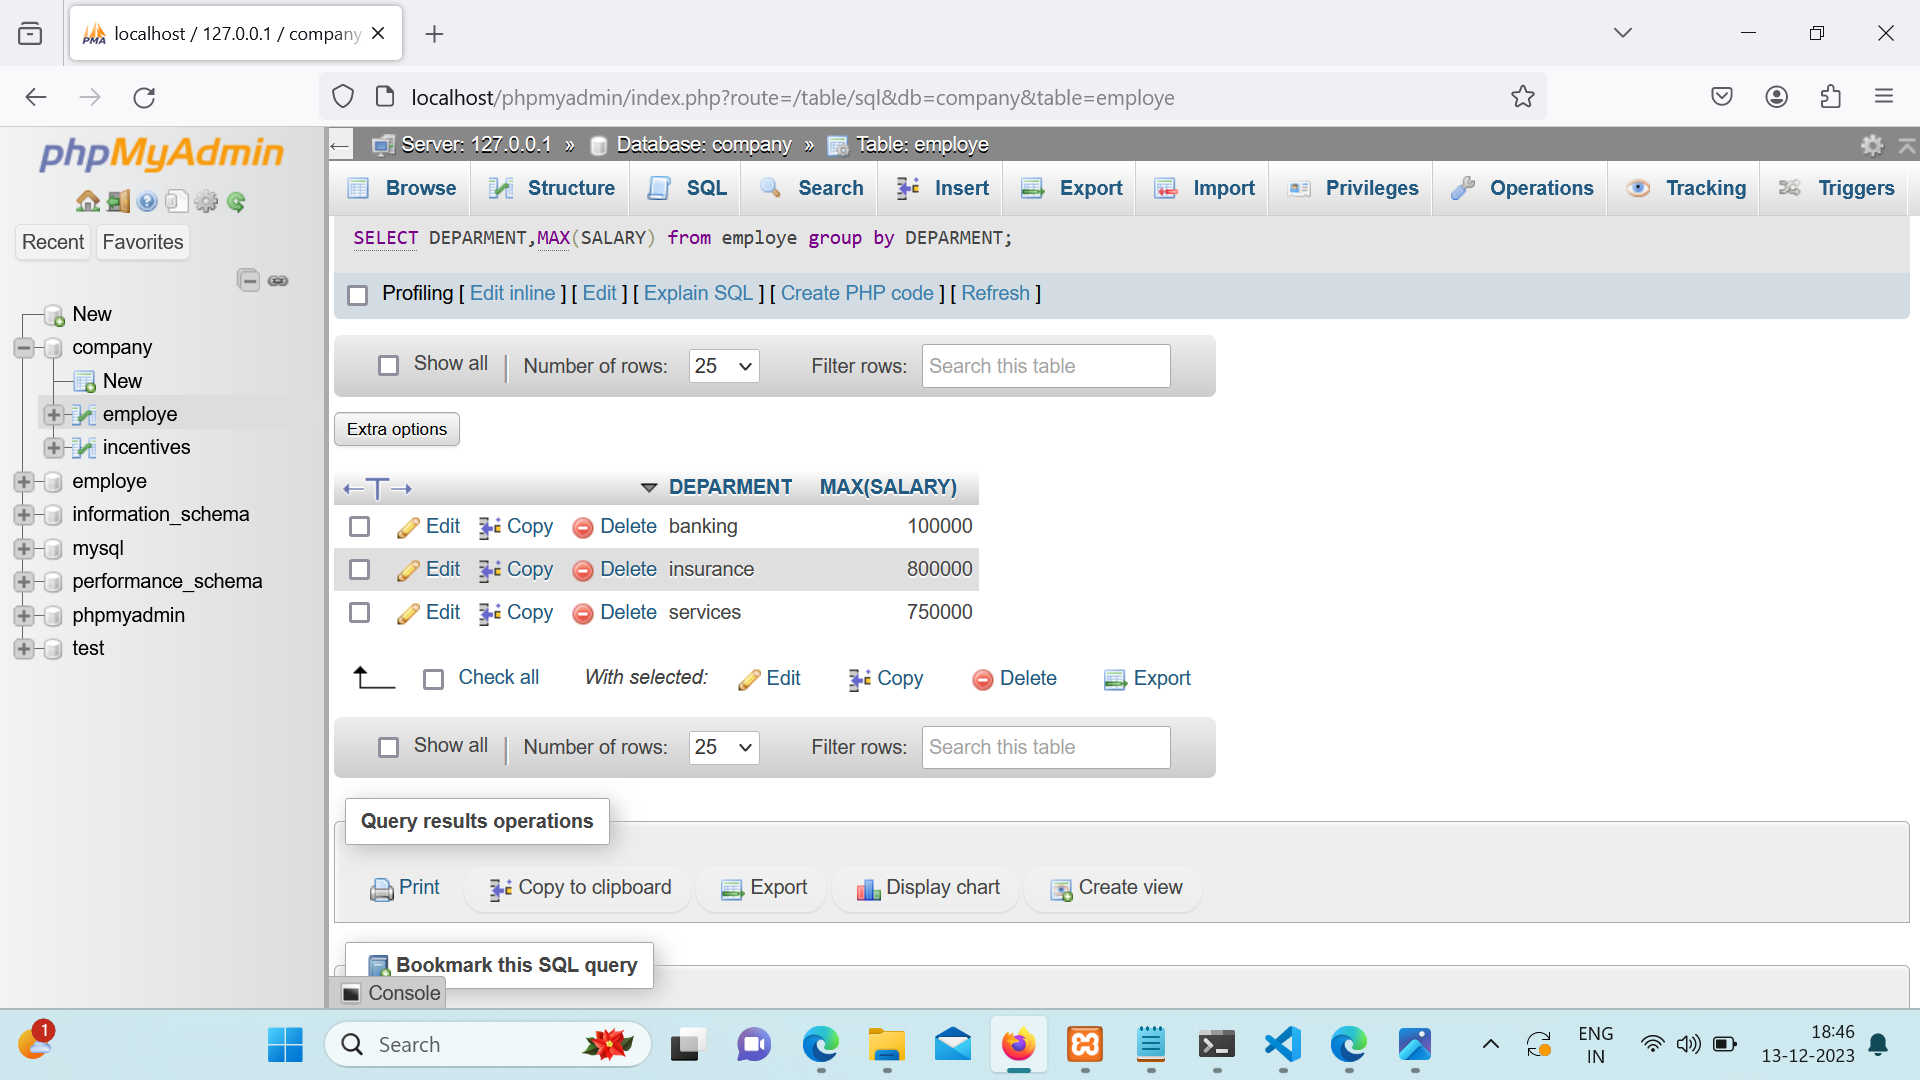 localhost / 127.0.0.1 / company
localhost/phpmyadmin/index.php?route=/table/sql&db=company&table=employe
phpMyAdmin
Recent
Favorites
New
company
New
employe
incentives
employe
information_schema
mysql
performance_schema
phpmyadmin
test
Server: 127.0.0.1 » Database: company » Table: employe
Browse Structure SQL Search Insert Export Import Privileges Operations Tracking Triggers
SELECT DEPARMENT,MAX(SALARY) from employe group by DEPARMENT;
Profiling [ Edit inline ] [ Edit ] [ Explain SQL ] [ Create PHP code ] [ Refresh ]
Show all Number of rows: 25 Filter rows: Search this table
Extra options
←T→ DEPARMENT MAX(SALARY)
Edit Copy Delete banking 100000
Edit Copy Delete insurance 800000
Edit Copy Delete services 750000
Check all With selected: Edit Copy Delete Export
Show all Number of rows: 25 Filter rows: Search this table
Query results operations
Print Copy to clipboard Export Display chart Create view
Bookmark this SQL query
Console
1
Search
ENG
IN
18:46
13-12-2023